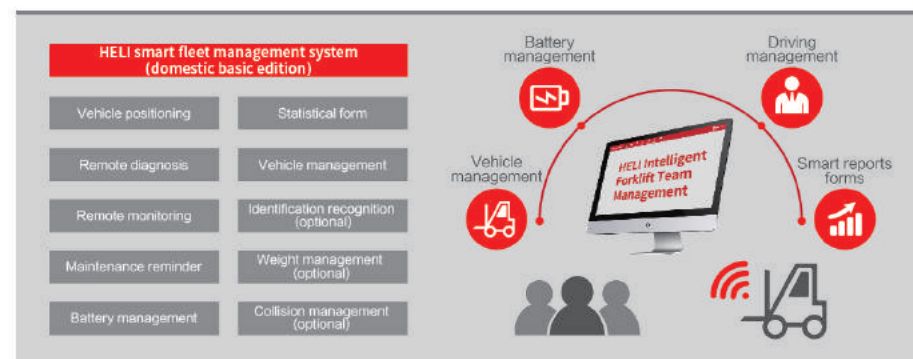 HELI smart fleet management system
(domestic basic edition)
Vehicle positioning
Statistical form
Remote diagnosis
Vehicle management
Remote monitoring
Identification recognition
(optional)
Maintenance reminder
Weight management
(optional)
Battery management
Collision management
(optional)
Battery
management
Driving
management
Vehicle
management
HELI Intelligent
Forklift Team
Management
Smart reports
forms